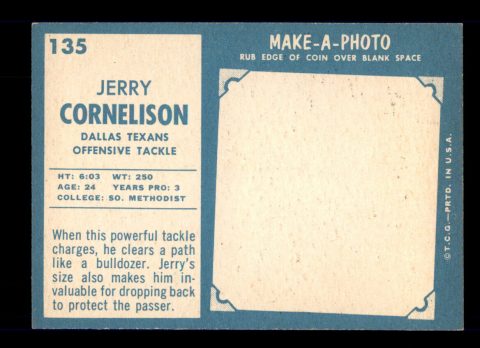 135
JERRY
CORNELISON
DALLAS TEXANS
OFFENSIVE TACKLE
HT: 6:03 WT: 250
AGE: 24 YEARS PRO: 3
COLLEGE: SO. METHODIST
When this powerful tackle
charges, he clears a path
like a bulldozer. Jerry's
size also makes him in-
valuable for dropping back
to protect the passer.
MAKE-A-PHOTO
RUB EDGE OF COIN OVER BLANK SPACE
©T.C.G.—PRTD. IN U.S.A.